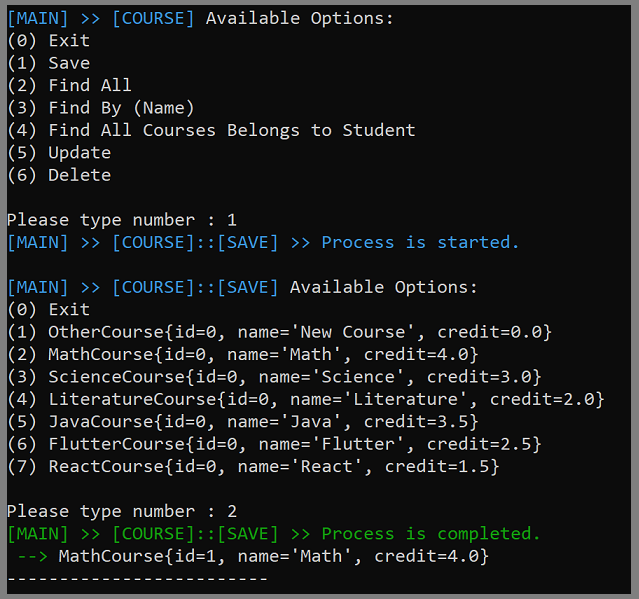 [MAIN] >> [COURSE] Available Options:
(0) Exit
(1) Save
(2) Find All
(3) Find By (Name)
(4) Find All Courses Belongs to Student
(5) Update
(6) Delete
Please type number : 1
[MAIN] >> [COURSE]::[SAVE] >> Process is started.
[MAIN] >> [COURSE]::[SAVE] Available Options:
(0) Exit
(1) OtherCourse{id=0, name='New Course', credit=0.0}
(2) MathCourse{id=0, name='Math', credit=4.0}
(3) ScienceCourse{id=0, name='Science', credit=3.0}
(4) LiteratureCourse{id=0, name='Literature', credit=2.0}
(5) JavaCourse{id=0, name='Java', credit=3.5}
(6) FlutterCourse{id=0, name='Flutter', credit=2.5}
(7) ReactCourse{id=0, name='React', credit=1.5}
Please type number : 2
[MAIN] >> [COURSE]::[SAVE] >> Process is completed.
--> MathCourse{id=1, name='Math', credit=4.0}
-------------------------